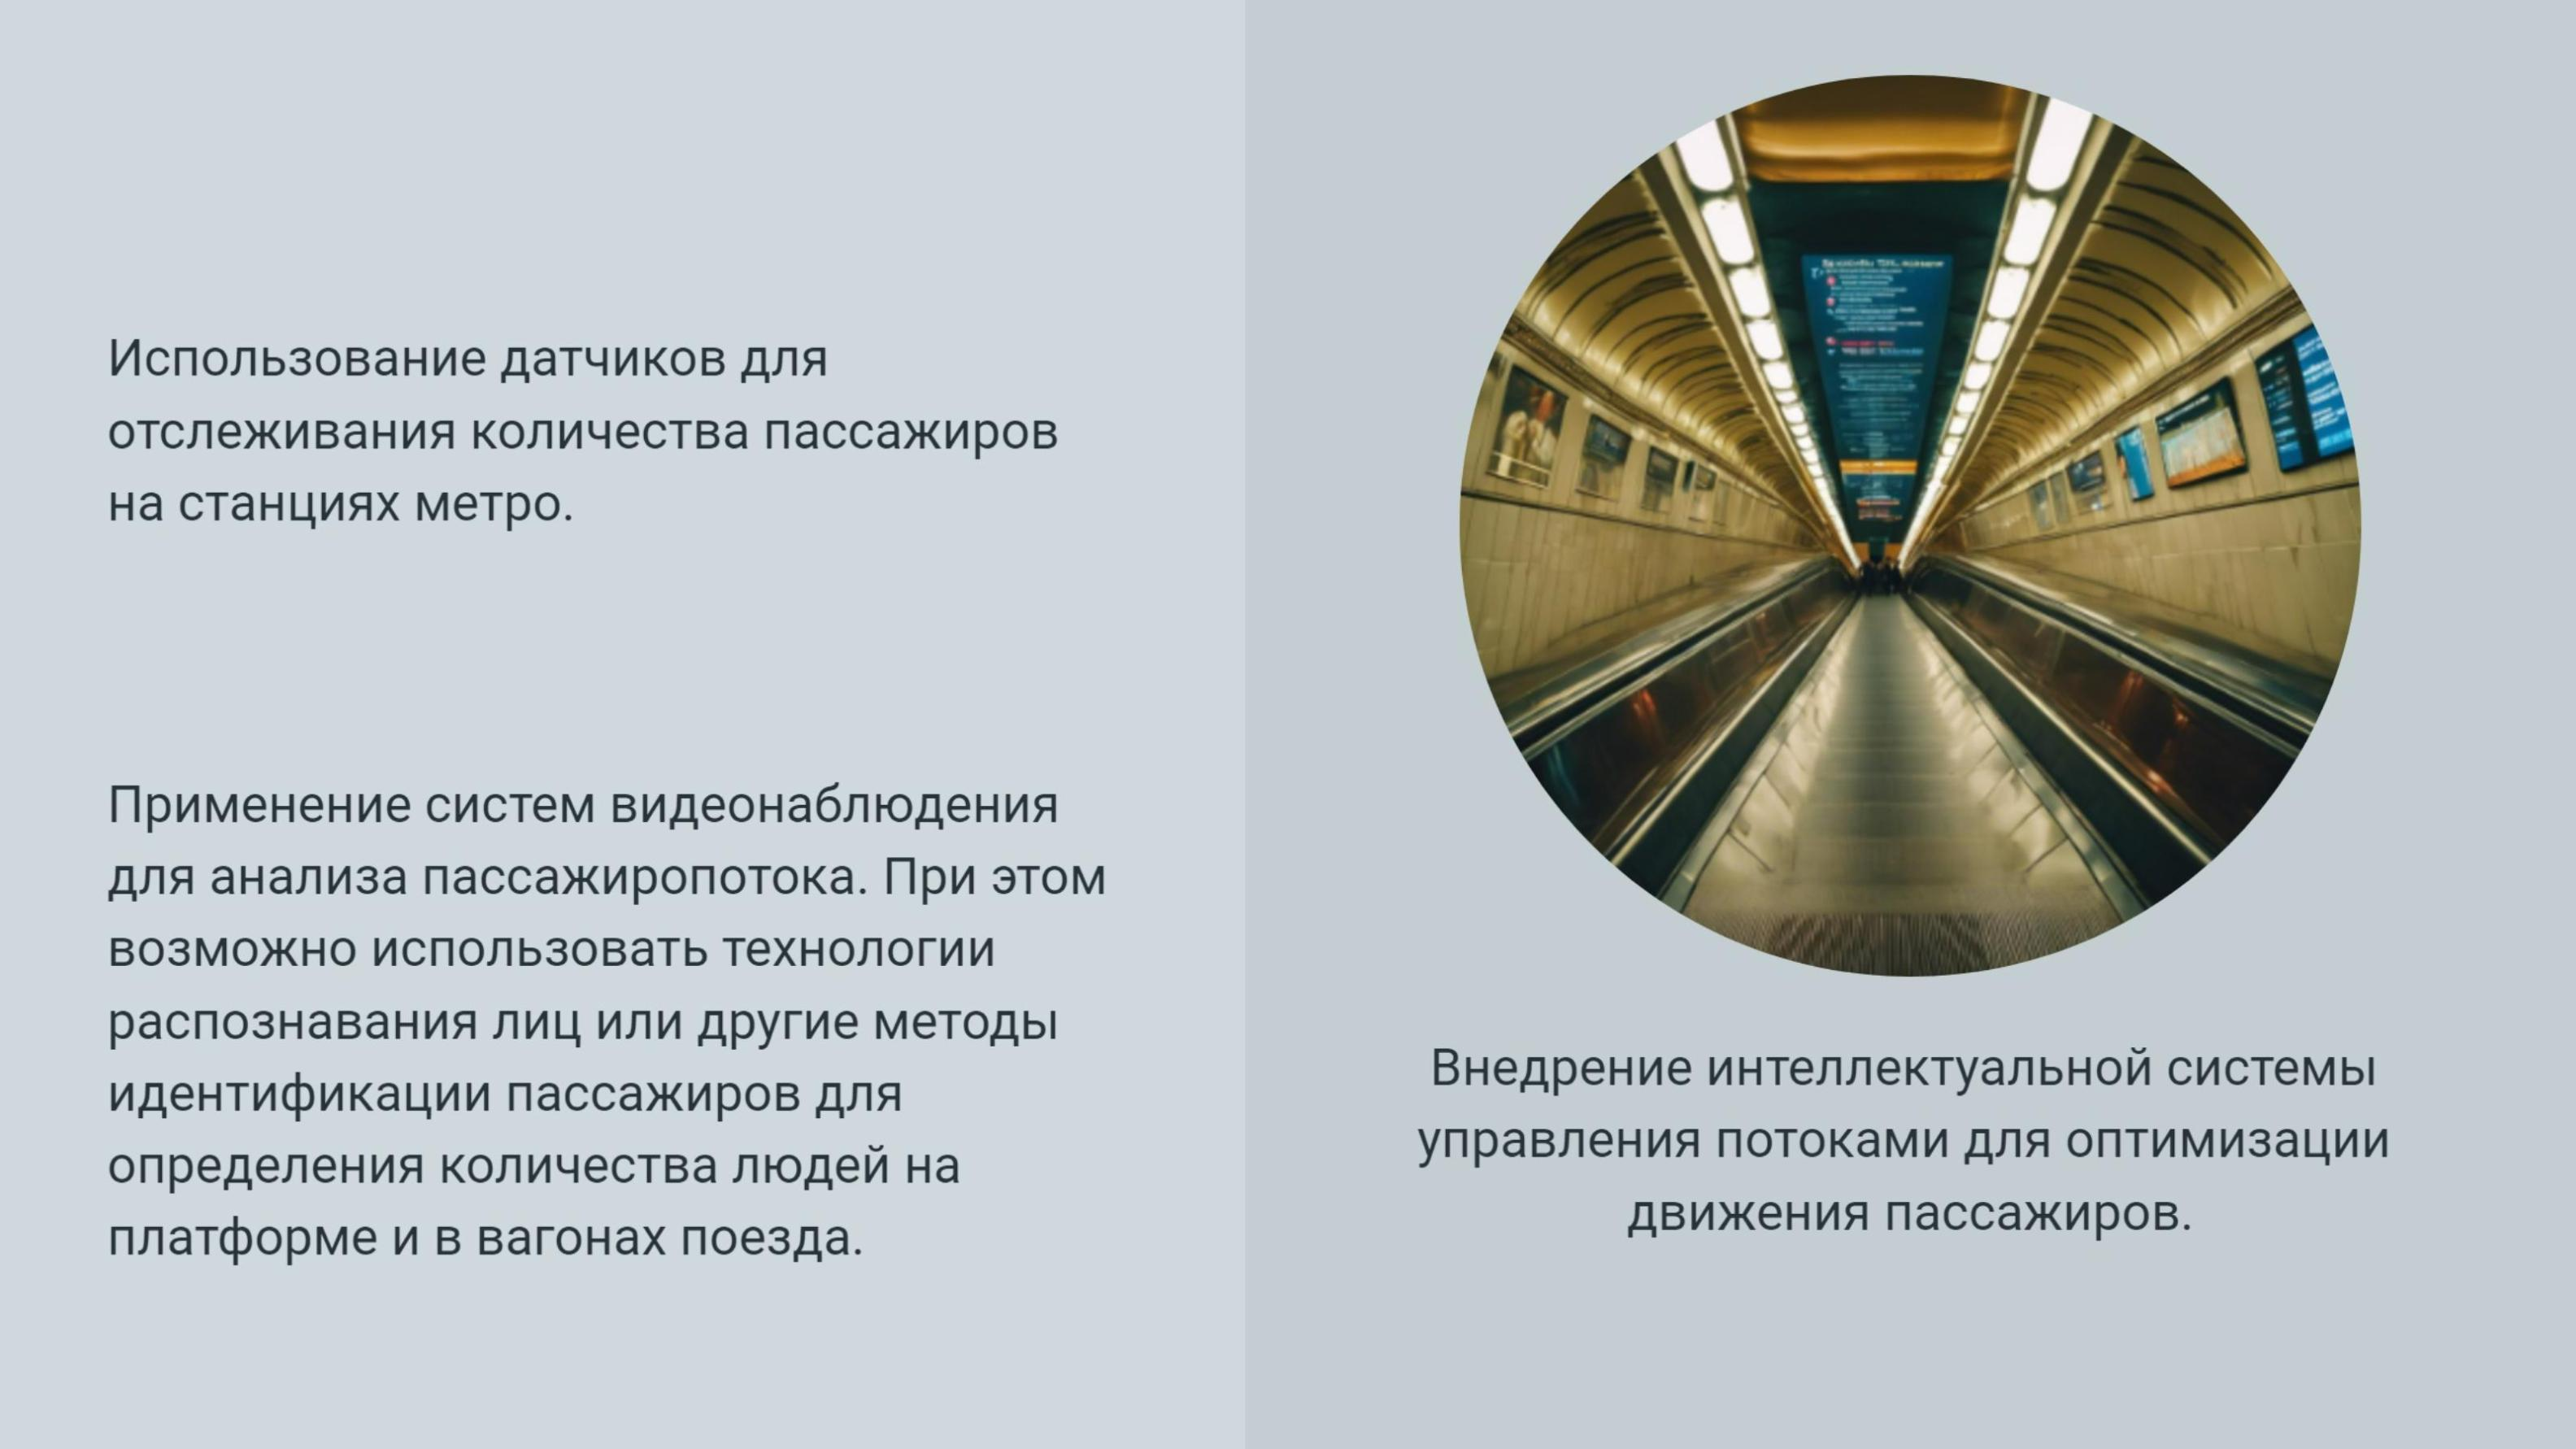 Использование датчиков для
отслеживания количества пассажиров
на станциях метро.
Применение систем видеонаблюдения
для анализа пассажиропотока. При этом
возможно использовать технологии
распознавания лиц или другие методы
идентификации пассажиров для
определения количества людей на
платформе и в вагонах поезда.
Внедрение интеллектуальной системы
управления потоками для оптимизации
движения пассажиров.